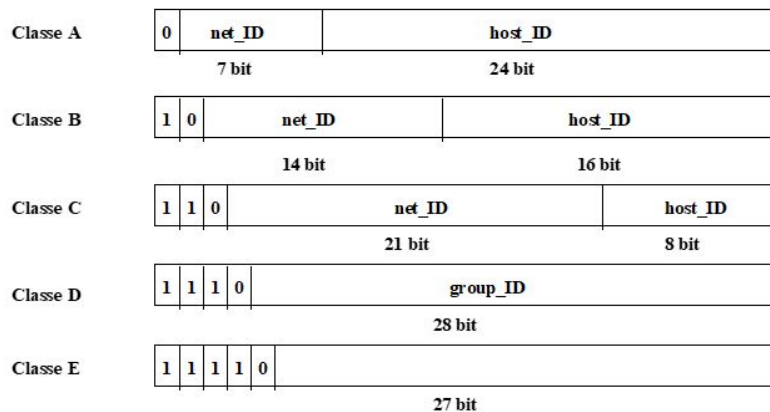 Classe A 0 net_ID host_ID
7 bit 24 bit
Classe B 1 0 net_ID host_ID
14 bit 16 bit
Classe C 1 1 0 net_ID host_ID
21 bit 8 bit
Classe D 1 1 1 0 group_ID
28 bit
Classe E 1 1 1 1 0
27 bit